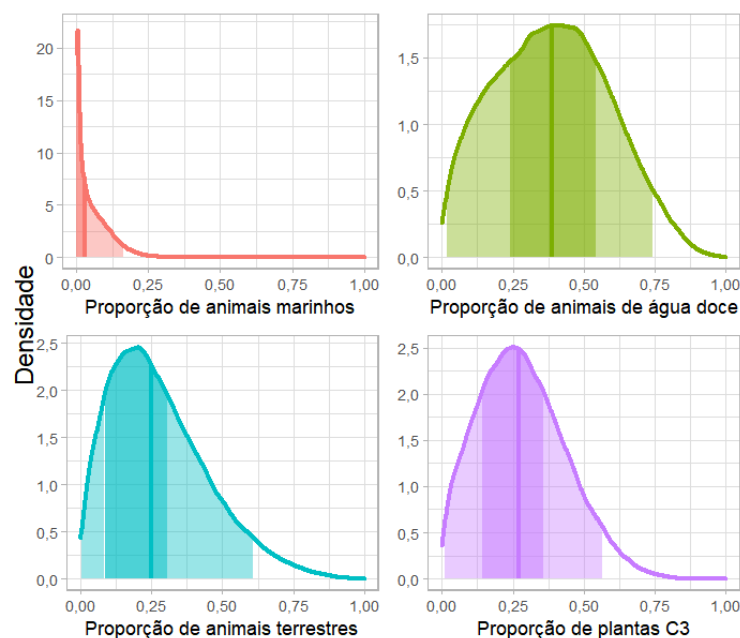 Densidade
20
15
10
5
0
0,00 0,25 0,50 0,75 1,00
Proporção de animais marinhos
1,5
1,0
0,5
0,0
0,00 0,25 0,50 0,75 1,00
Proporção de animais de água doce
2,5
2,0
1,5
1,0
0,5
0,0
0,00 0,25 0,50 0,75 1,00
Proporção de animais terrestres
2,5
2,0
1,5
1,0
0,5
0,0
0,00 0,25 0,50 0,75 1,00
Proporção de plantas C3